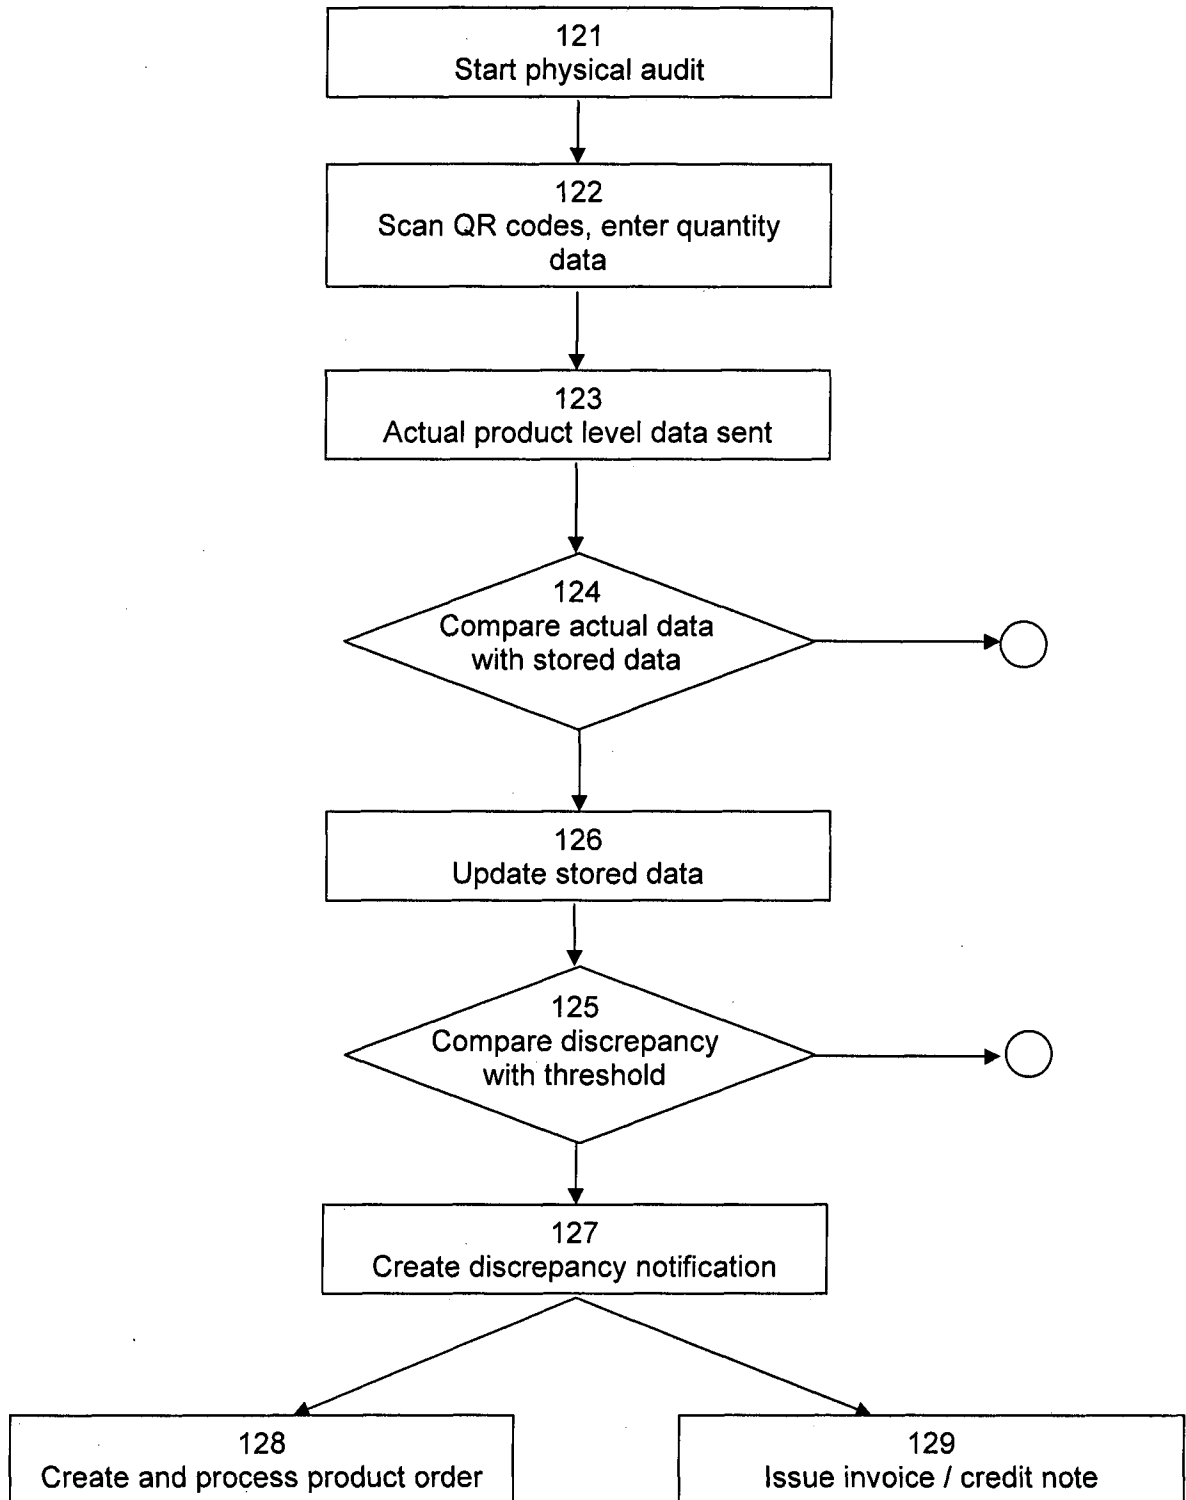 121
Start physical audit
122
Scan QR codes, enter quantity
data
123
Actual product level data sent
124
Compare actual data
with stored data
126
Update stored data
125
Compare discrepancy
with threshold
127
Create discrepancy notification
128
Create and process product order
129
Issue invoice / credit note